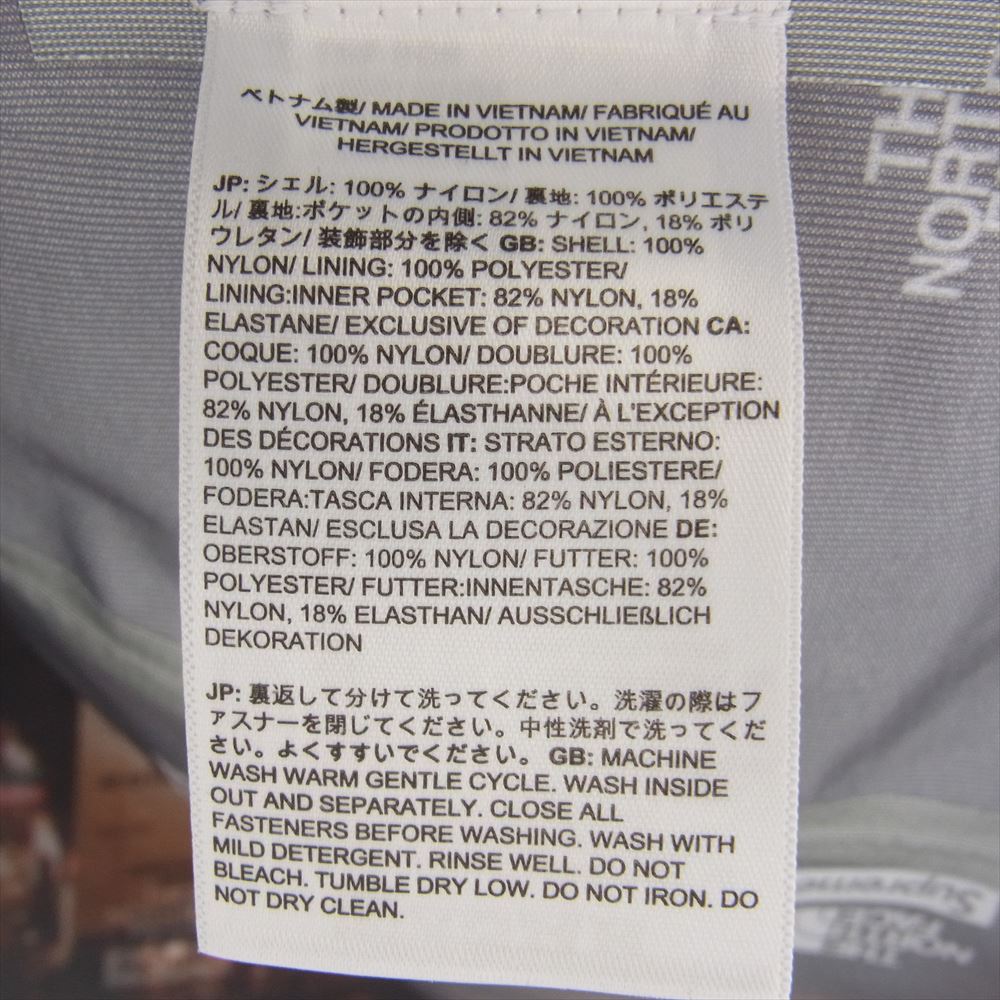 ベトナム製/ MADE IN VIETNAM/ FABRIQUÉ AU
VIETNAM/ PRODOTTO IN VIETNAM/
HERGESTELLT IN VIETNAM
JP: シェル: 100% ナイロン/ 裏地: 100% ポリエステ
ル/ 裏地:ポケットの内側: 82% ナイロン, 18% ポリ
ウレタン/ 装飾部分を除く GB: SHELL: 100%
NYLON/ LINING: 100% POLYESTER/
LINING:INNER POCKET: 82% NYLON, 18%
ELASTANE/ EXCLUSIVE OF DECORATION CA:
COQUE: 100% NYLON/ DOUBLURE: 100%
POLYESTER/ DOUBLURE:POCHE INTÉRIEURE:
82% NYLON, 18% ÉLASTHANNE/ À L'EXCEPTION
DES DÉCORATIONS IT: STRATO ESTERNO:
100% NYLON/ FODERA: 100% POLIESTERE/
FODERA:TASCA INTERNA: 82% NYLON, 18%
ELASTAN/ ESCLUSA LA DECORAZIONE DE:
OBERSTOFF: 100% NYLON/ FUTTER: 100%
POLYESTER/ FUTTER:INNENTASCHE: 82%
NYLON, 18% ELASTHAN/ AUSSCHLIEßLICH
DEKORATION
JP: 裏返して分けて洗ってください。洗濯の際はフ
ァスナーを閉じてください。中性洗剤で洗ってくだ
さい。よくすすいでください。 GB: MACHINE
WASH WARM GENTLE CYCLE. WASH INSIDE
OUT AND SEPARATELY. CLOSE ALL
FASTENERS BEFORE WASHING. WASH WITH
MILD DETERGENT. RINSE WELL. DO NOT
BLEACH. TUMBLE DRY LOW. DO NOT IRON. DO
NOT DRY CLEAN.
TH
NORTH
Supreme
THE
NORTH
FACE